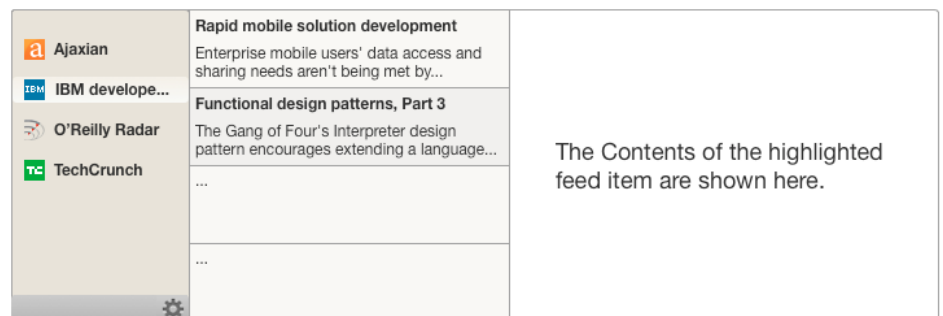 Ajaxian
IBM develope...
O'Reilly Radar
TechCrunch
Rapid mobile solution development
Enterprise mobile users' data access and
sharing needs aren't being met by...
Functional design patterns, Part 3
The Gang of Four's Interpreter design
pattern encourages extending a language...
...
...
The Contents of the highlighted
feed item are shown here.